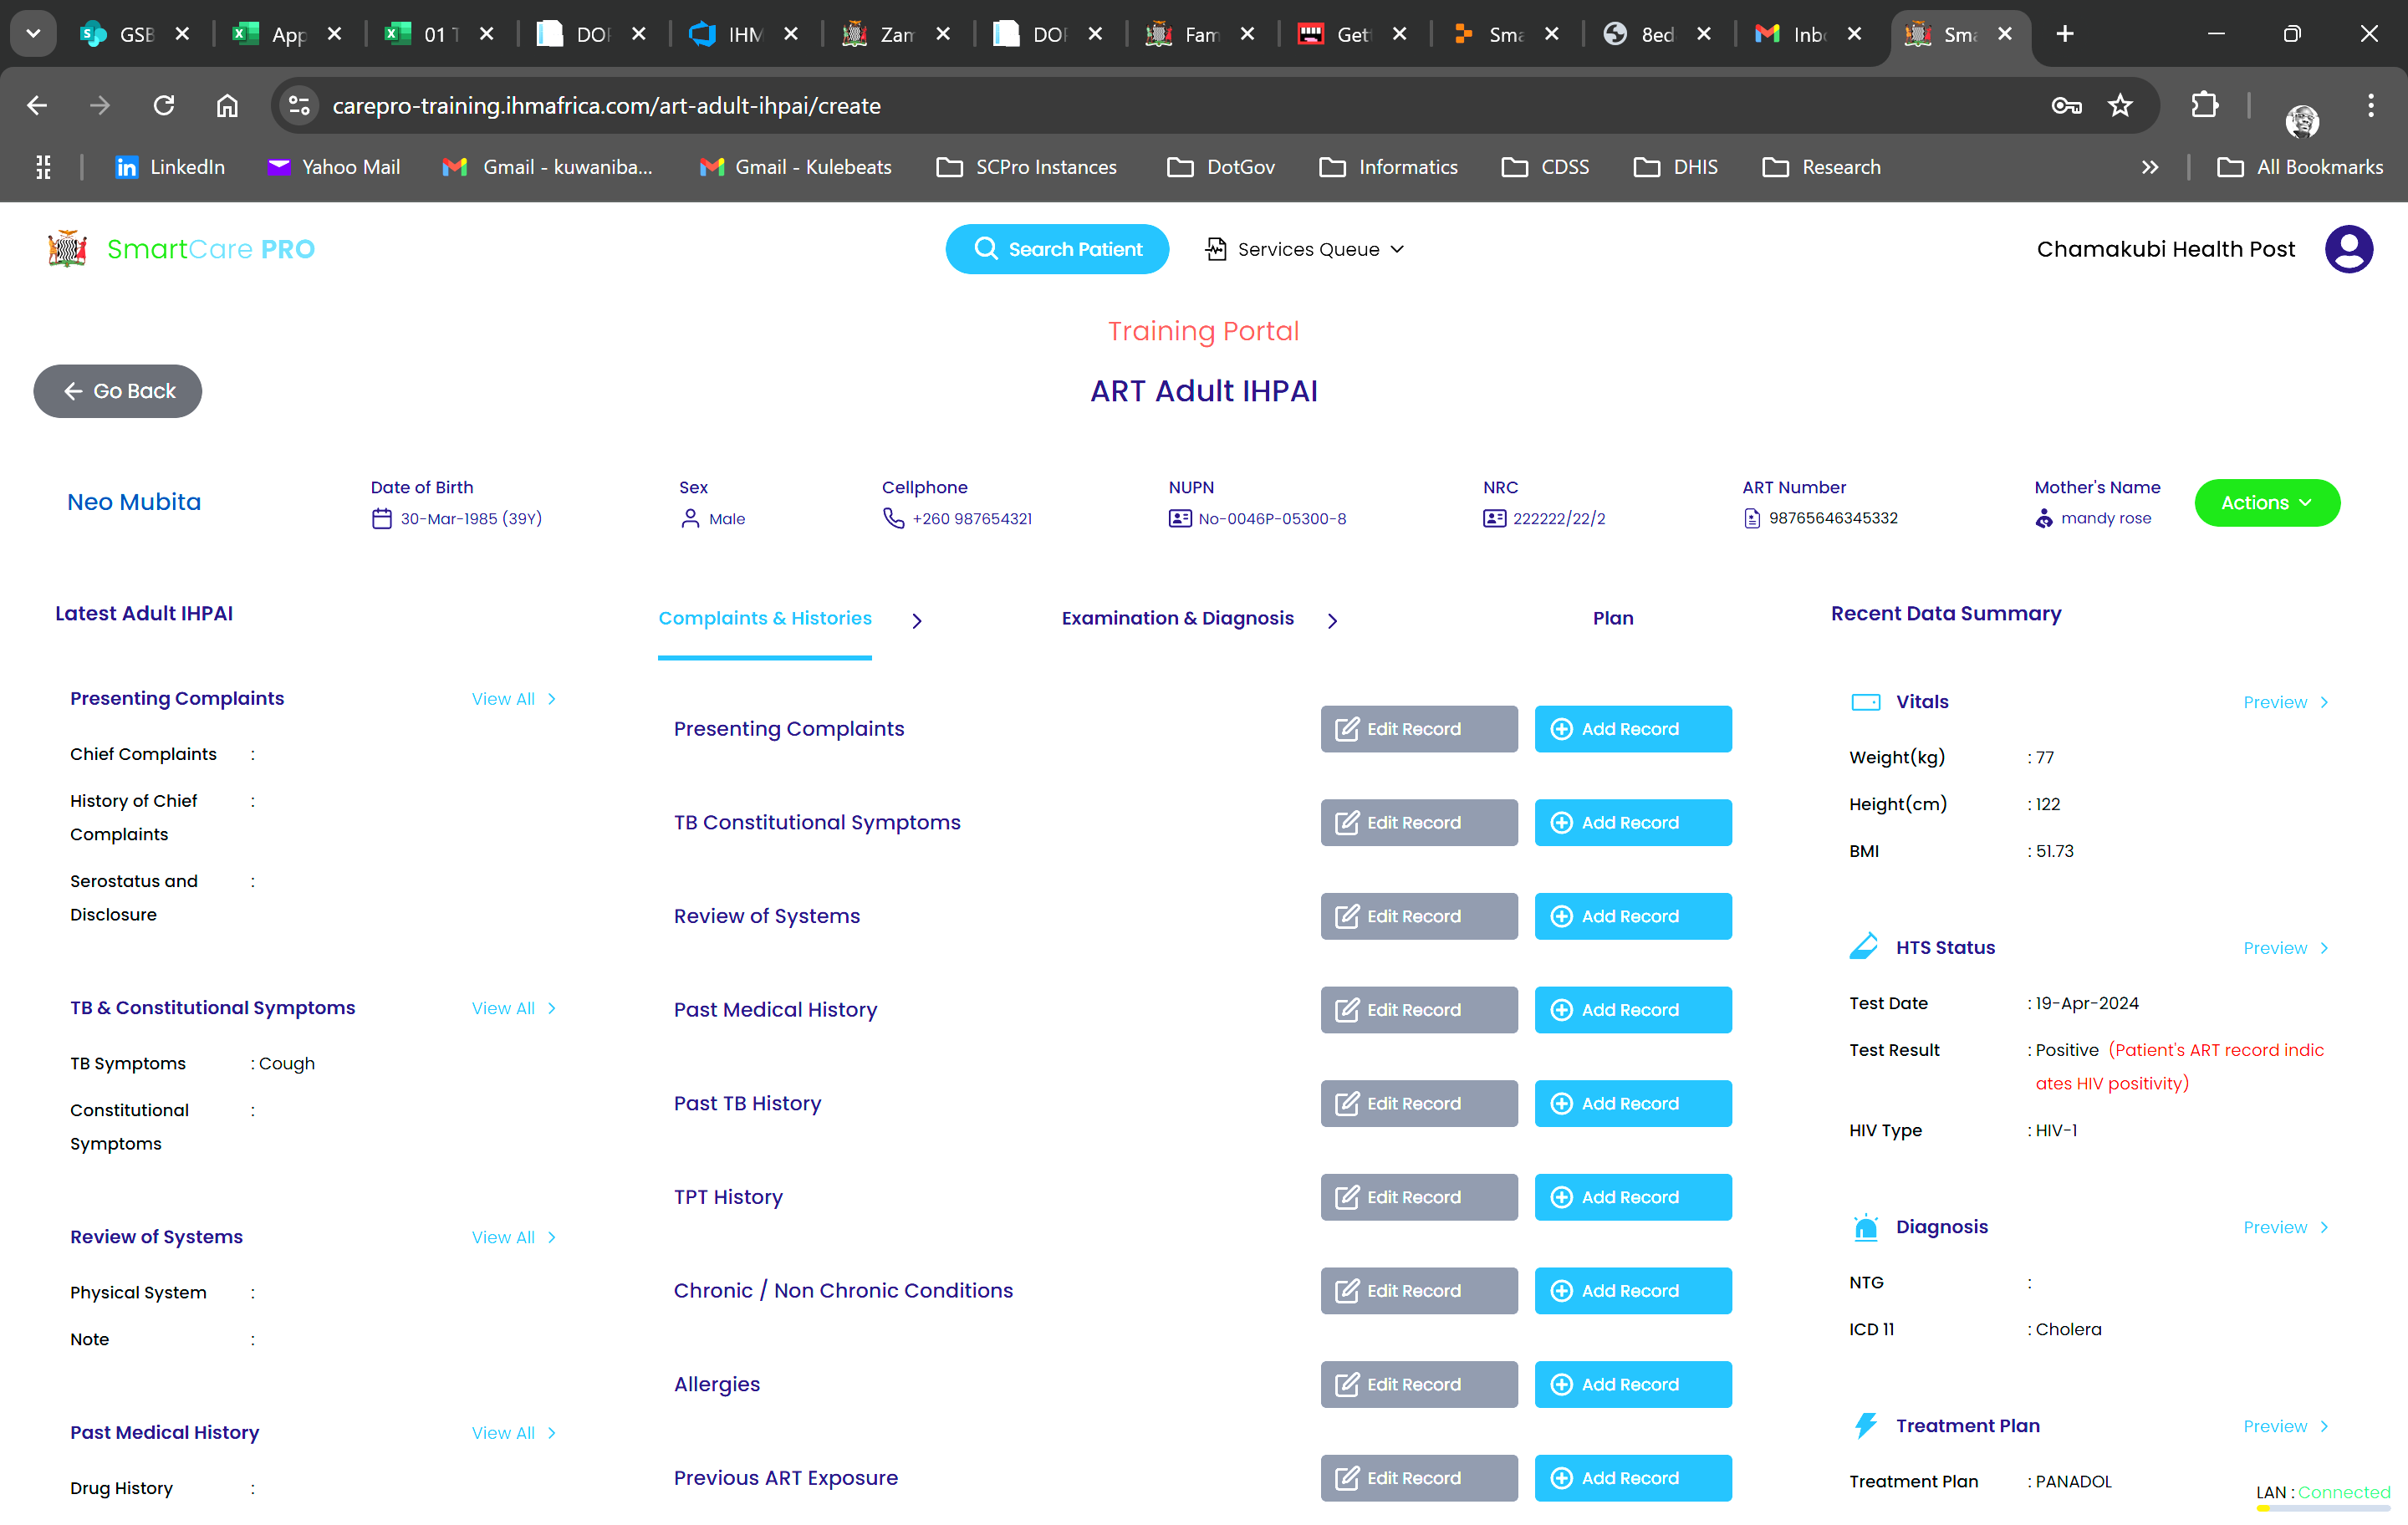 GSB
App
01 T
DOF
IHM
Zam
DOF
Fam
Get
Sma
8ed
Inbo
Sma
carepro-training.ihmafrica.com/art-adult-ihpai/create
LinkedIn
Yahoo Mail
Gmail - kuwaniba...
Gmail - Kulebeats
SCPro Instances
DotGov
Informatics
CDSS
DHIS
Research
All Bookmarks
SmartCare PRO
Search Patient
Services Queue
Chamakubi Health Post
Training Portal
Go Back
ART Adult IHPAI
Neo Mubita
Date of Birth
30-Mar-1985 (39Y)
Sex
Male
Cellphone
+260 987654321
NUPN
No-0046P-05300-8
NRC
222222/22/2
ART Number
98765646345332
Mother's Name
mandy rose
Actions
Latest Adult IHPAI
Presenting Complaints
View All
Chief Complaints :
History of Chief :
Complaints
Serostatus and :
Disclosure
TB & Constitutional Symptoms
View All
TB Symptoms : Cough
Constitutional :
Symptoms
Review of Systems
View All
Physical System :
Note :
Past Medical History
View All
Drug History :
Complaints & Histories
Examination & Diagnosis
Plan
Presenting Complaints
Edit Record
Add Record
TB Constitutional Symptoms
Edit Record
Add Record
Review of Systems
Edit Record
Add Record
Past Medical History
Edit Record
Add Record
Past TB History
Edit Record
Add Record
TPT History
Edit Record
Add Record
Chronic / Non Chronic Conditions
Edit Record
Add Record
Allergies
Edit Record
Add Record
Previous ART Exposure
Edit Record
Add Record
Recent Data Summary
Vitals
Preview
Weight(kg) : 77
Height(cm) : 122
BMI : 51.73
HTS Status
Preview
Test Date : 19-Apr-2024
Test Result : Positive (Patient's ART record indic
ates HIV positivity)
HIV Type : HIV-1
Diagnosis
Preview
NTG :
ICD 11 : Cholera
Treatment Plan
Preview
Treatment Plan : PANADOL
LAN : Connected